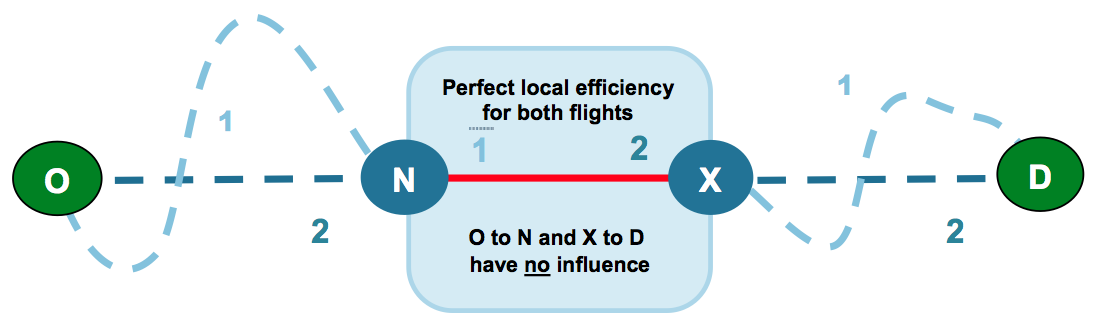 1
1
Perfect local efficiency
for both flights
1
2
O
N
X
D
2
2
O to N and X to D
have no influence